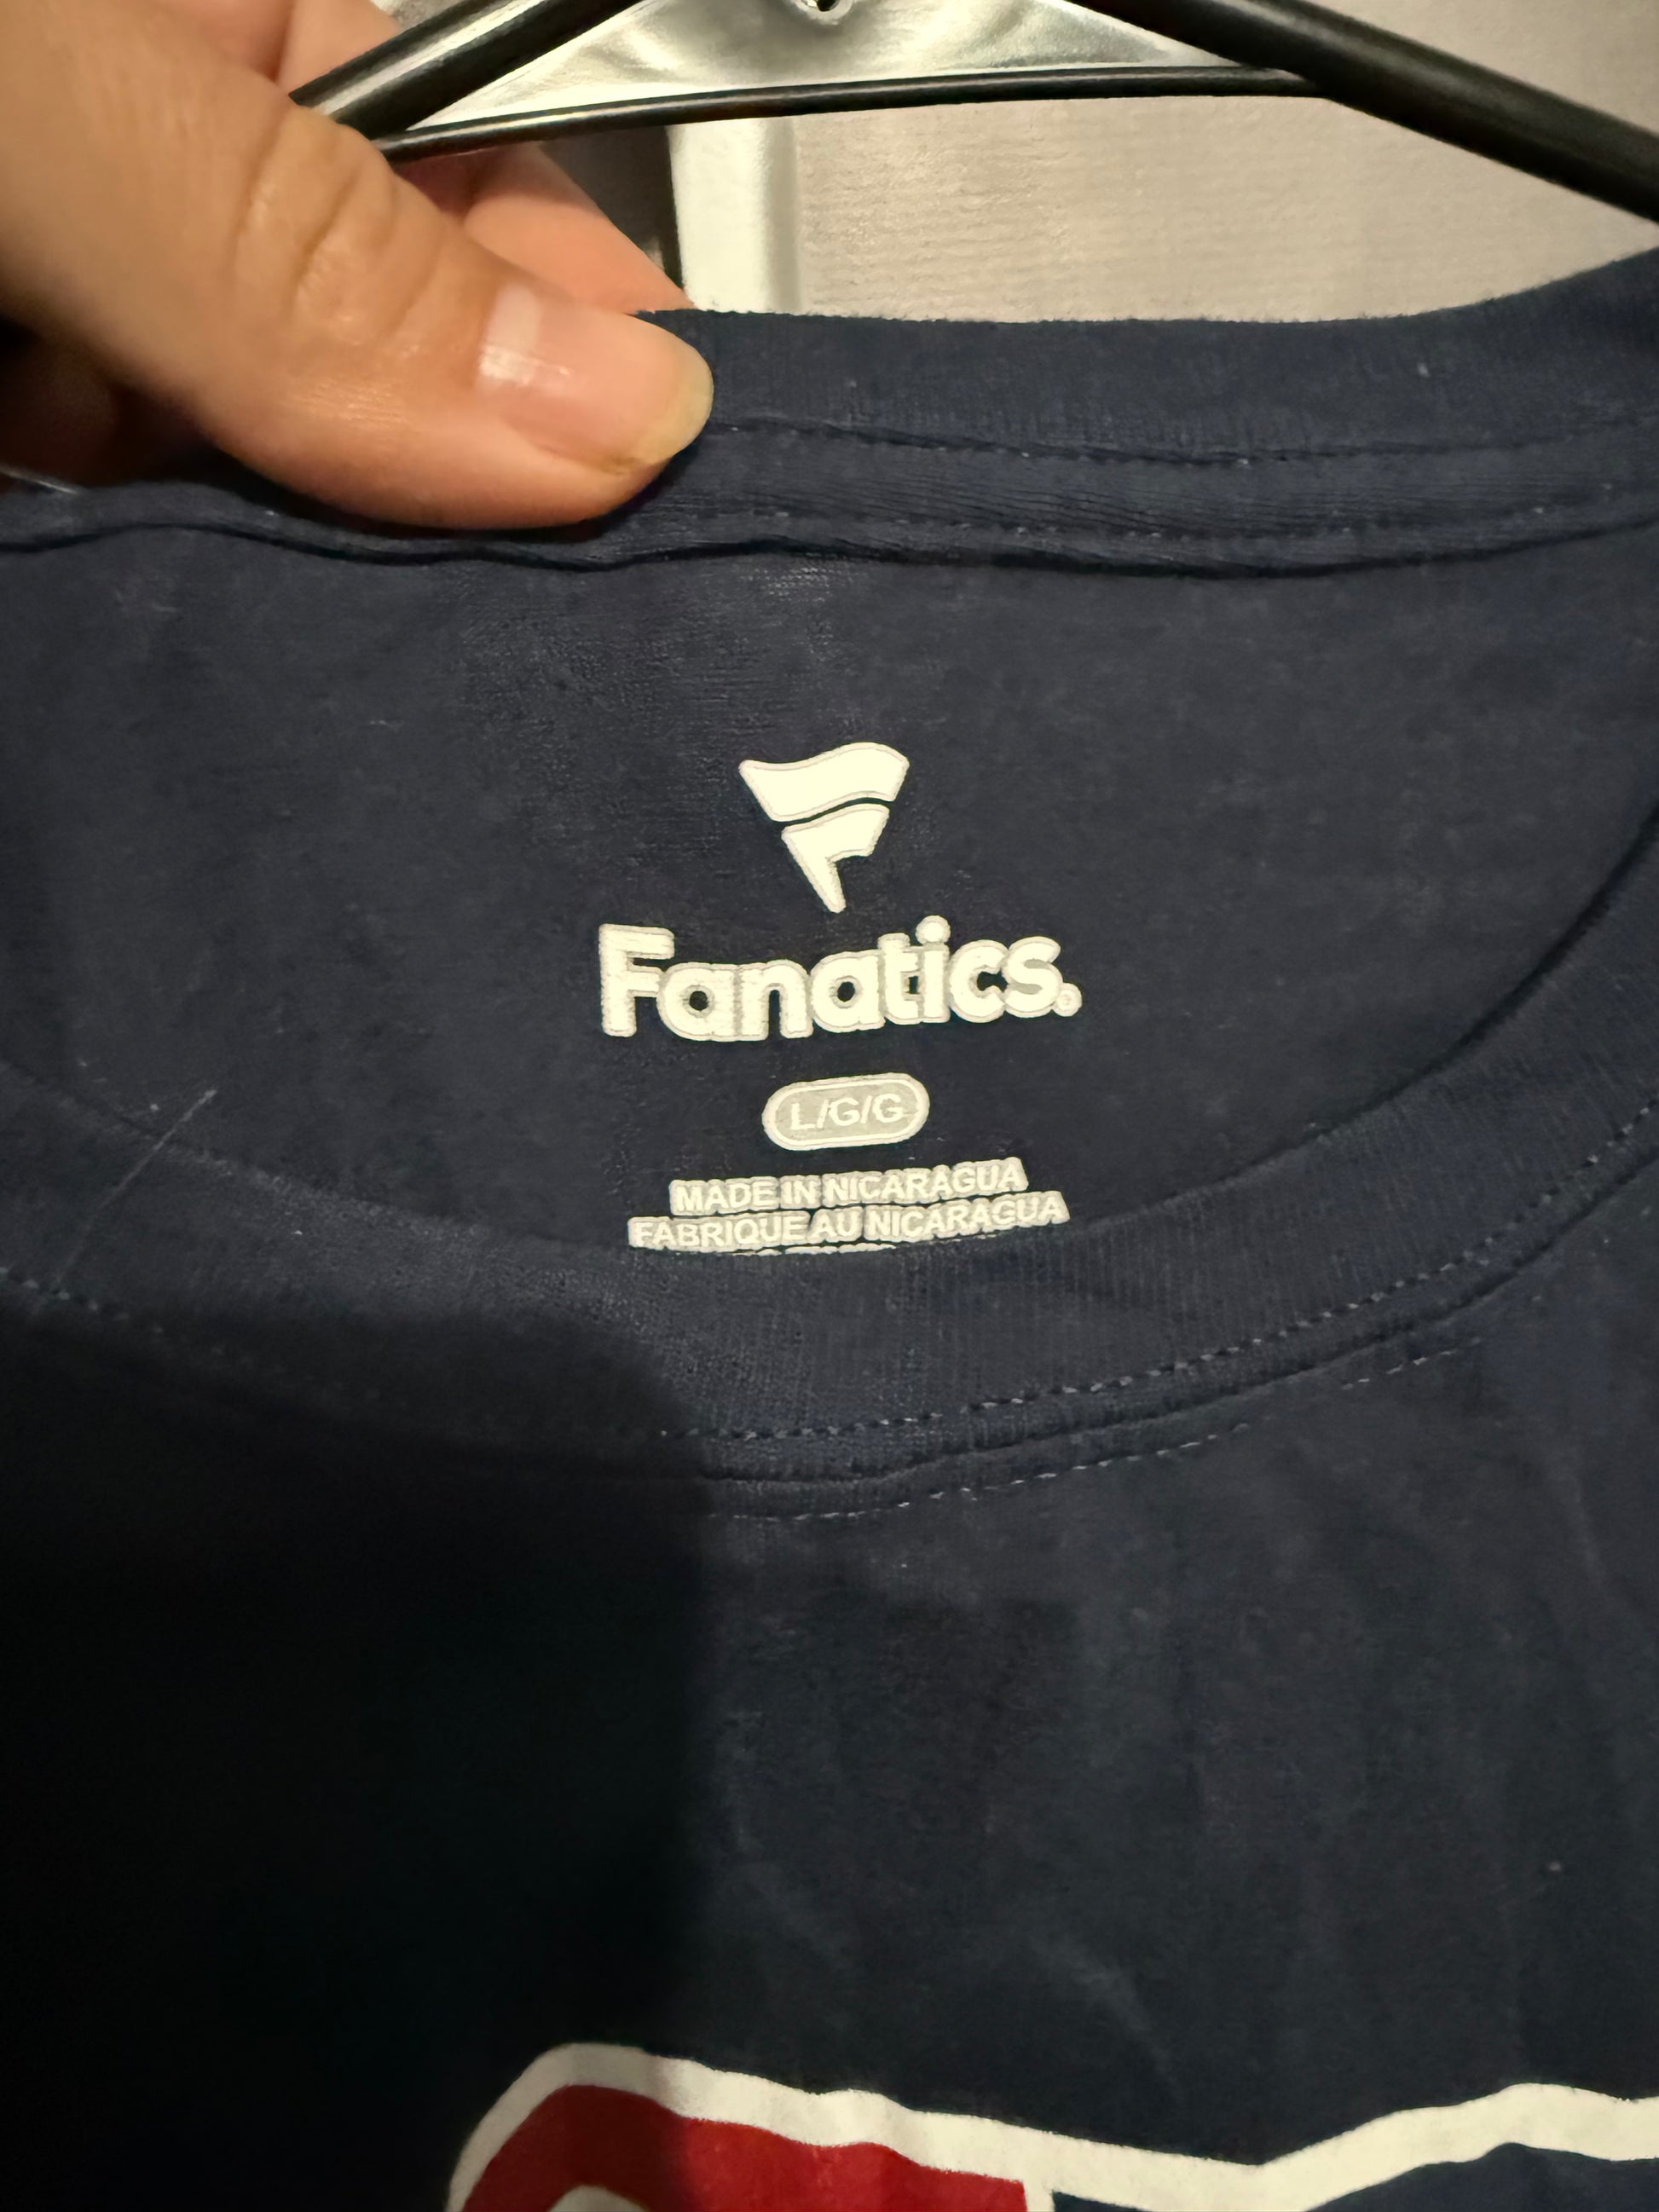 Fanatics.
L/G/G
MADE IN NICARAGUA
FABRIQUE AU NICARAGUA